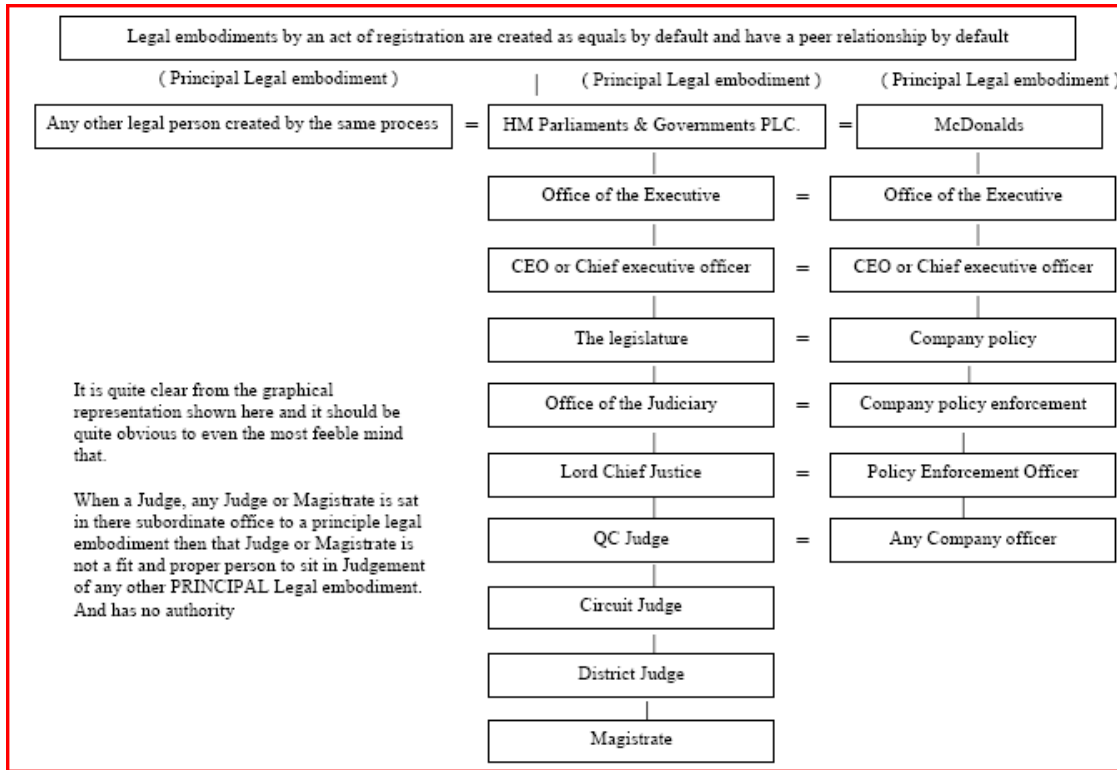 Legal embodiments by an act of registration are created as equals by default and have a peer relationship by default
( Principal Legal embodiment )
( Principal Legal embodiment )
( Principal Legal embodiment )
Any other legal person created by the same process
=
HM Parliaments & Governments PLC.
=
McDonalds
Office of the Executive
=
Office of the Executive
CEO or Chief executive officer
=
CEO or Chief executive officer
The legislature
=
Company policy
Office of the Judiciary
=
Company policy enforcement
Lord Chief Justice
=
Policy Enforcement Officer
QC Judge
=
Any Company officer
Circuit Judge
District Judge
Magistrate
It is quite clear from the graphical
representation shown here and it should be
quite obvious to even the most feeble mind
that.
When a Judge, any Judge or Magistrate is sat
in there subordinate office to a principle legal
embodiment then that Judge or Magistrate is
not a fit and proper person to sit in Judgement
of any other PRINCIPAL Legal embodiment.
And has no authority